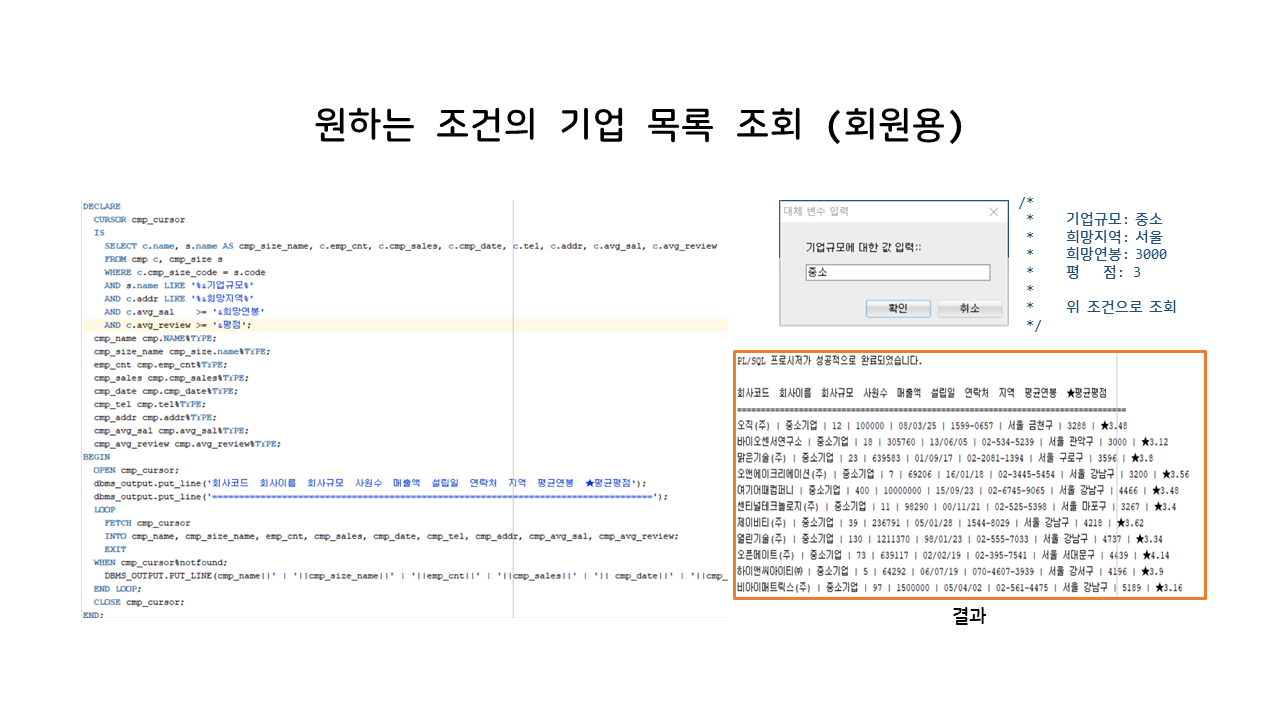 원하는 조건의 기업 목록 조회 (회원용)
DECLARE
CURSOR cmp_cursor
IS
SELECT c.name, s.name AS cmp_size_name, c.emp_cnt, c.cmp_sales, c.cmp_date, c.tel, c.addr, c.avg_sal, c.avg_review
FROM cmp c, cmp_size s
WHERE c.cmp_size_code = s.code
AND s.name LIKE '%&기업규모%'
AND c.addr LIKE '%&희망지역%'
AND c.avg_sal >= '&희망연봉'
AND c.avg_review >= '&평점';
cmp_name cmp.NAME%TYPE;
cmp_size_name cmp_size.name%TYPE;
emp_cnt cmp.emp_cnt%TYPE;
cmp_sales cmp.cmp_sales%TYPE;
cmp_date cmp.cmp_date%TYPE;
cmp_tel cmp.tel%TYPE;
cmp_addr cmp.addr%TYPE;
cmp_avg_sal cmp.avg_sal%TYPE;
cmp_avg_review cmp.avg_review%TYPE;
BEGIN
OPEN cmp_cursor;
dbms_output.put_line('회사코드 회사이름 회사규모 사원수 매출액 설립일 연락처 지역 평균연봉 ★평균평점');
dbms_output.put_line('================================================================================');
LOOP
FETCH cmp_cursor
INTO cmp_name, cmp_size_name, emp_cnt, cmp_sales, cmp_date, cmp_tel, cmp_addr, cmp_avg_sal, cmp_avg_review;
EXIT
WHEN cmp_cursor%notfound;
DBMS_OUTPUT.PUT_LINE(cmp_name||' | '||cmp_size_name||' | '||emp_cnt||' | '||cmp_sales||' | '|| cmp_date||' | '||cmp_
END LOOP;
CLOSE cmp_cursor;
END;
대체 변수 입력
기업규모에 대한 값 입력::
중소
확인 취소
/*
* 기업규모: 중소
* 희망지역: 서울
* 희망연봉: 3000
* 평 점: 3
*
* 위 조건으로 조회
*/
PL/SQL 프로시저가 성공적으로 완료되었습니다.
회사코드 회사이름 회사규모 사원수 매출액 설립일 연락처 지역 평균연봉 ★평균평점
================================================================================
오직(주) | 중소기업 | 12 | 100000 | 08/03/25 | 1599-0657 | 서울 금천구 | 3288 | ★3.48
바이오센서연구소 | 중소기업 | 18 | 305760 | 13/06/05 | 02-534-5239 | 서울 관악구 | 3000 | ★3.12
맑은기술(주) | 중소기업 | 23 | 639583 | 01/09/17 | 02-2081-1394 | 서울 구로구 | 3596 | ★3.8
오앤에이크리에이션(주) | 중소기업 | 7 | 69206 | 16/01/18 | 02-3445-5454 | 서울 강남구 | 3200 | ★3.56
여기어때컴퍼니 | 중소기업 | 400 | 10000000 | 15/09/23 | 02-6745-9065 | 서울 강남구 | 4466 | ★3.48
센티널테크놀로지(주) | 중소기업 | 11 | 98290 | 00/11/21 | 02-525-5398 | 서울 마포구 | 3267 | ★3.4
제이비티(주) | 중소기업 | 39 | 236791 | 05/01/28 | 1544-8029 | 서울 강남구 | 4218 | ★3.62
열린기술(주) | 중소기업 | 130 | 1211370 | 98/01/23 | 02-555-7033 | 서울 강남구 | 4737 | ★3.34
오픈메이트(주) | 중소기업 | 73 | 639117 | 02/02/19 | 02-395-7541 | 서울 서대문구 | 4439 | ★4.14
하이앤씨아이티㈜ | 중소기업 | 5 | 64292 | 06/07/19 | 070-4607-3939 | 서울 강서구 | 4196 | ★3.9
비아이매트릭스(주) | 중소기업 | 97 | 1500000 | 05/04/02 | 02-561-4475 | 서울 강남구 | 5189 | ★3.16
결과